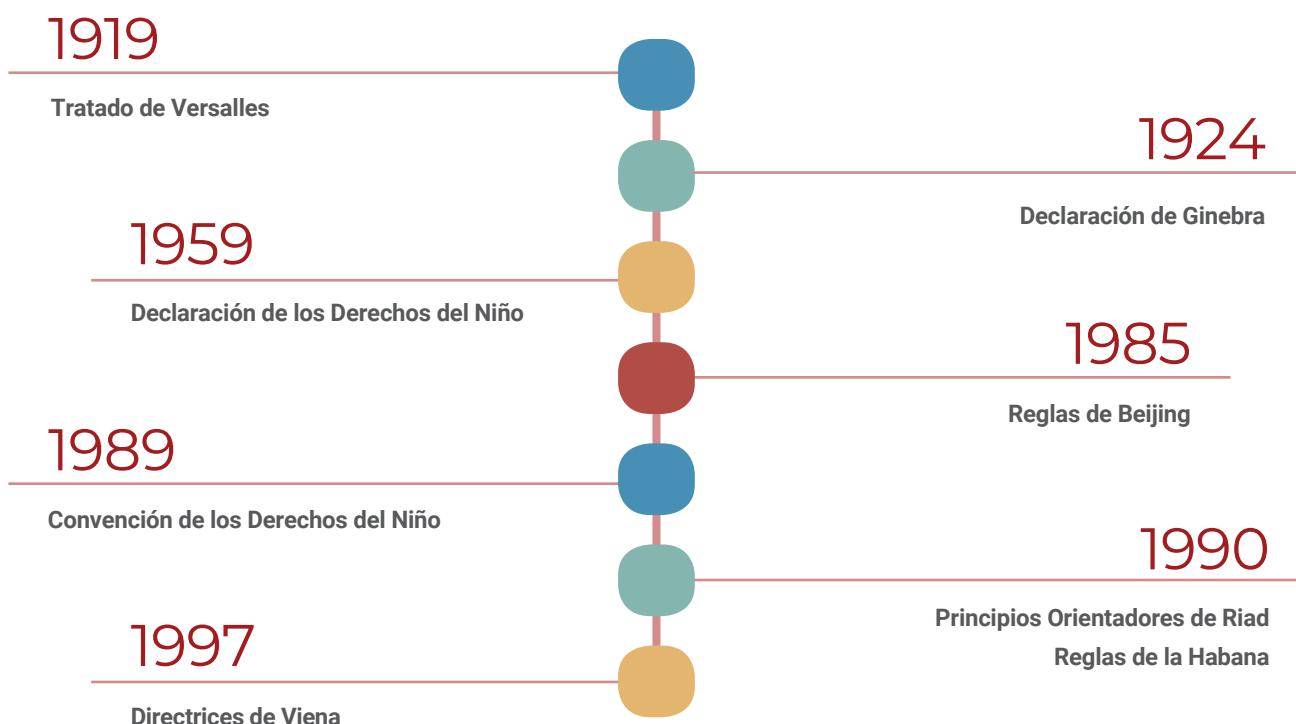 1919
Tratado de Versalles
1924
Declaración de Ginebra
1959
Declaración de los Derechos del Niño
1985
Reglas de Beijing
1989
Convención de los Derechos del Niño
1990
Principios Orientadores de Riad
Reglas de la Habana
1997
Directrices de Viena